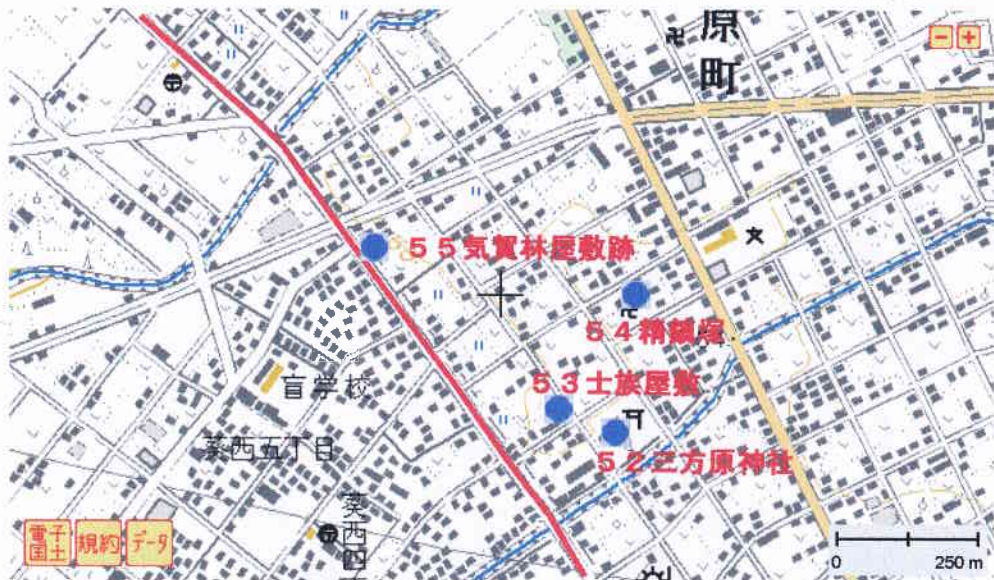 原町
－ ＋
５５気賀林屋敷跡
５４精鎮塚
５３士族屋敷
５２三方原神社
盲学校
葵西五丁目
葵西四
電子国土
規約
データ
0 250 m